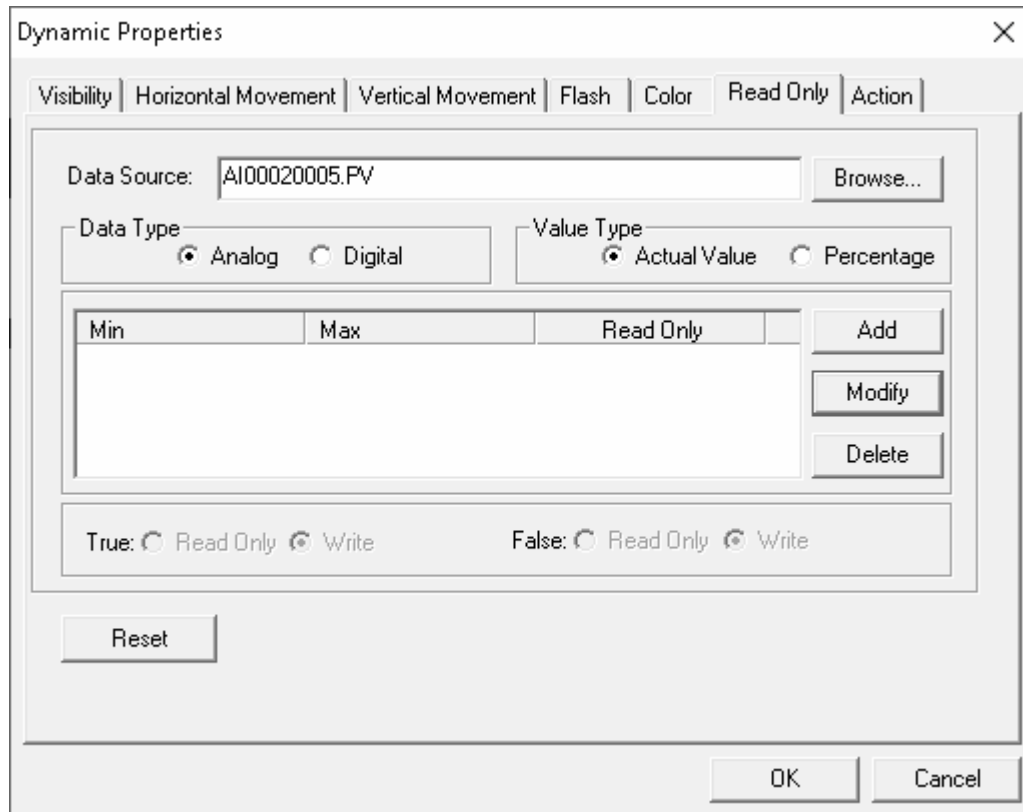 Dynamic Properties
Visibility Horizontal Movement Vertical Movement Flash Color Read Only Action
Data Source: AI00020005.PV Browse...
Data Type Value Type
Analog Digital Actual Value Percentage
Min Max Read Only Add
Modify
Delete
True: Read Only Write False: Read Only Write
Reset
OK Cancel